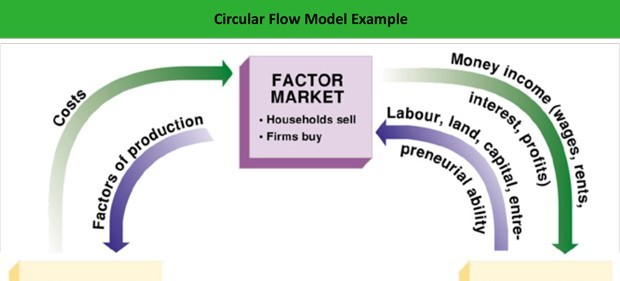 Circular Flow Model Example
Costs
Factors of production
FACTOR
MARKET
• Households sell
• Firms buy
Money income (wages, rents,
interest, profits)
Labour, land, capital, entre-
preneurial ability